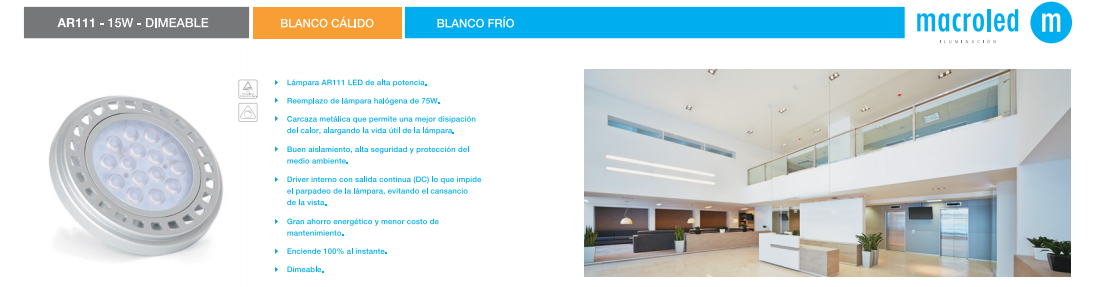 AR111 - 15W - DIMEABLE
BLANCO CÁLIDO
BLANCO FRÍO
macroled m
ILUMINACIÓN
Lámpara AR111 LED de alta potencia.
Reemplazo de lámpara halógena de 75W.
Carcaza metálica que permite una mejor disipación
del calor, alargando la vida útil de la lámpara.
Buen aislamiento, alta seguridad y protección del
medio ambiente.
Driver interno con salida continua (DC) lo que impide
el parpadeo de la lámpara, evitando el cansancio
de la vista.
Gran ahorro energético y menor costo de
mantenimiento.
Enciende 100% al instante.
Dimeable.